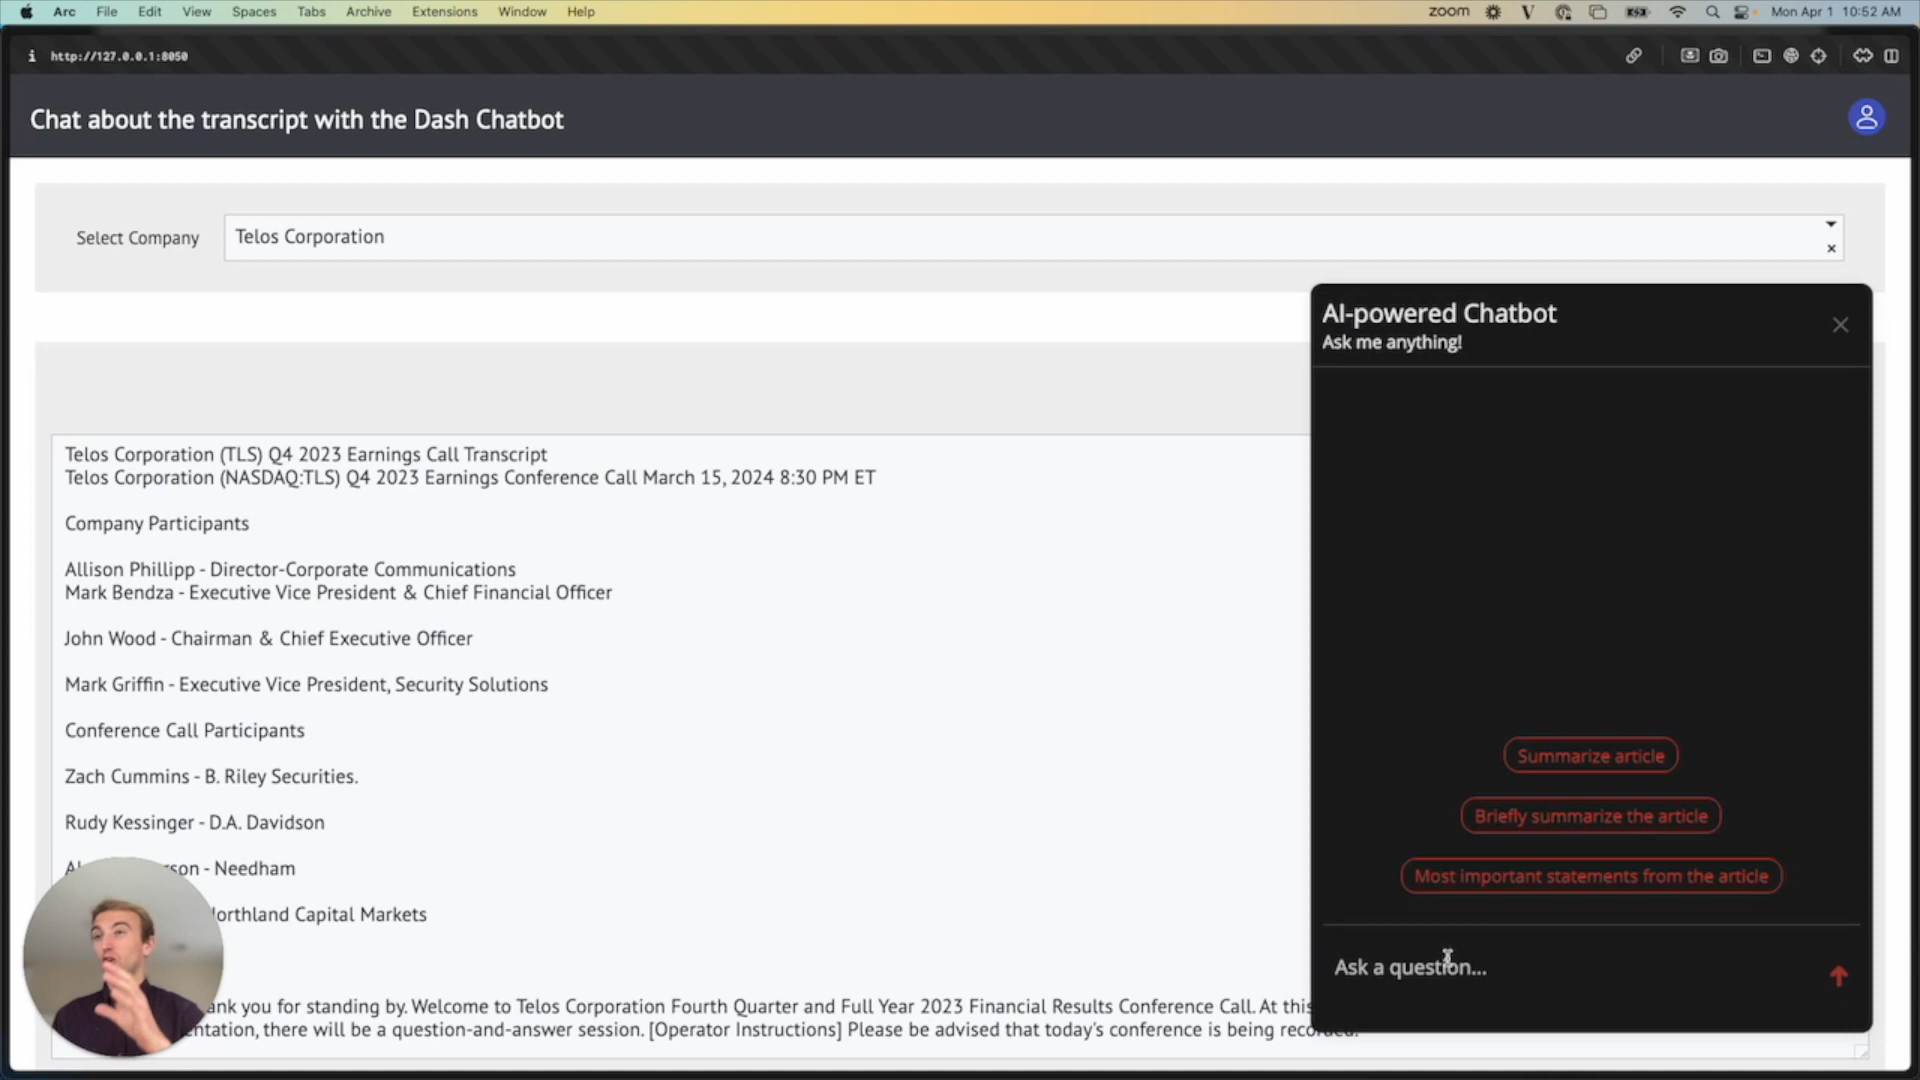 Arc File Edit View Spaces Tabs Archive Extensions Window Help zoom Mon Apr 1 10:52 AM
http://127.0.0.1:8050
Chat about the transcript with the Dash Chatbot
Select Company
Telos Corporation
AI-powered Chatbot
Ask me anything!
Telos Corporation (TLS) Q4 2023 Earnings Call Transcript
Telos Corporation (NASDAQ:TLS) Q4 2023 Earnings Conference Call March 15, 2024 8:30 PM ET
Company Participants
Allison Phillipp - Director-Corporate Communications
Mark Bendza - Executive Vice President & Chief Financial Officer
John Wood - Chairman & Chief Executive Officer
Mark Griffin - Executive Vice President, Security Solutions
Conference Call Participants
Zach Cummins - B. Riley Securities.
Rudy Kessinger - D.A. Davidson
- Needham
Northland Capital Markets
you for standing by. Welcome to Telos Corporation Fourth Quarter and Full Year 2023 Financial Results Conference Call. At this
there will be a question-and-answer session. [Operator Instructions] Please be advised that today's conference is being recorded.
Summarize article
Briefly summarize the article
Most important statements from the article
Ask a question...